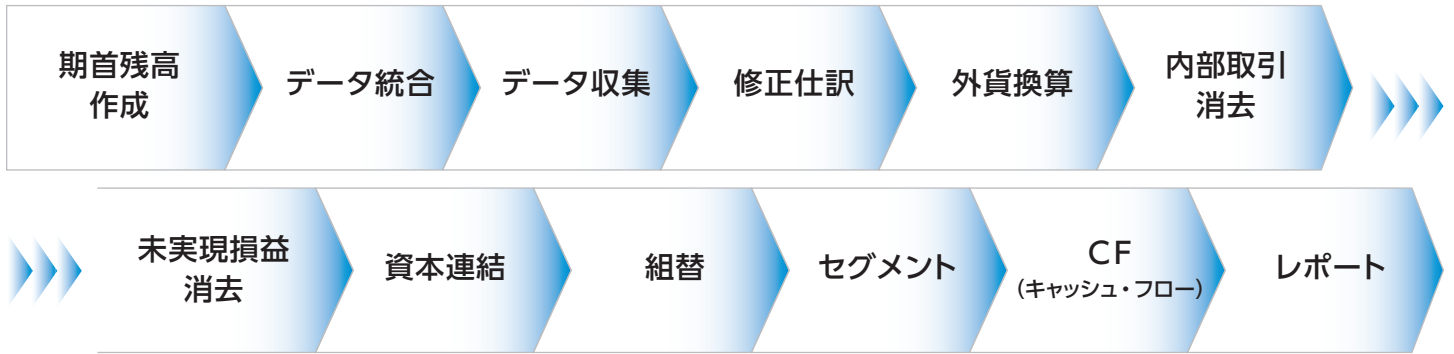 期首残高
作成
データ統合
データ収集
修正仕訳
外貨換算
内部取引
消去
未実現損益
消去
資本連結
組替
セグメント
CF
(キャッシュ・フロー)
レポート